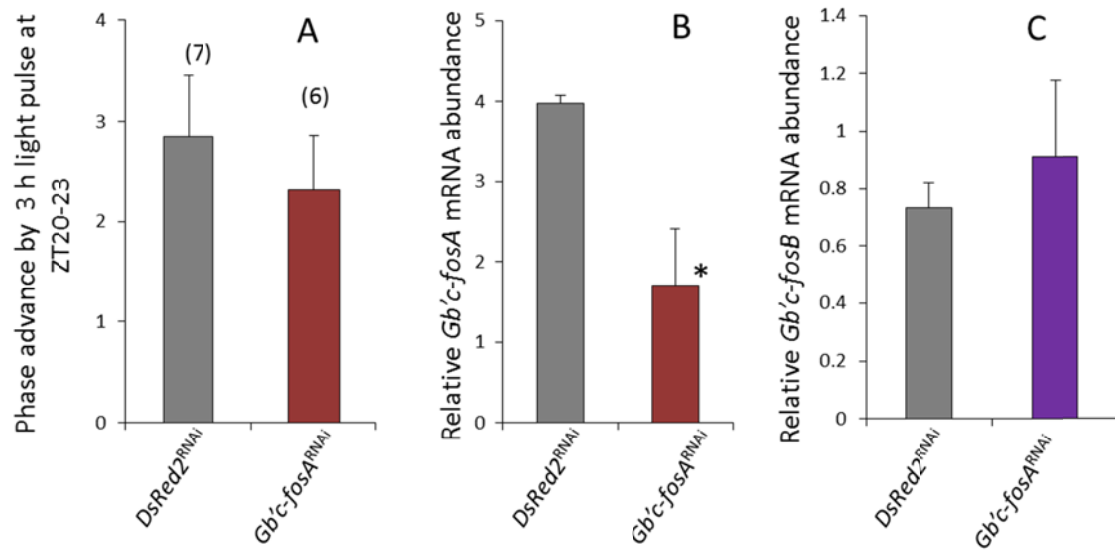 Phase advance by 3 h light pulse at
ZT20-23
4
3
2
1
0
A
(7)
(6)
DsRed2RNAi
Gb'c-fosARNAi
Relative Gb'c-fosA mRNA abundance
5
4
3
2
1
0
B
*
DsRed2RNAi
Gb'c-fosARNAi
Relative Gb'c-fosB mRNA abundance
1.4
1.2
1
0.8
0.6
0.4
0.2
0
C
DsRed2RNAi
Gb'c-fosARNAi